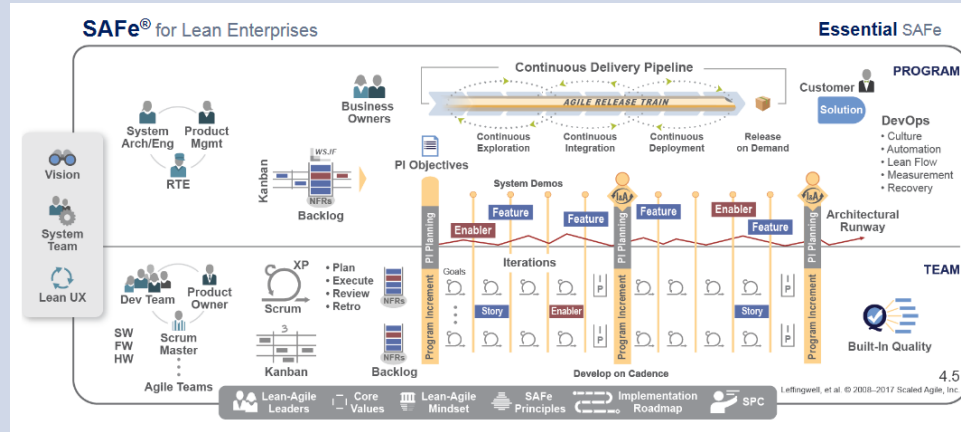 SAFe® for Lean Enterprises
Essential SAFe
Continuous Delivery Pipeline
PROGRAM
AGILE RELEASE TRAIN
Business
Owners
Customer
Solution
System
Arch/Eng
Product
Mgmt
RTE
Continuous
Exploration
Continuous
Integration
Continuous
Deployment
Release
on Demand
DevOps
• Culture
• Automation
• Lean Flow
• Measurement
• Recovery
Vision
System
Team
Lean UX
Kanban
WSJF
NFRs
Backlog
PI Objectives
System Demos
I&A
I&A
Enabler
Feature
Feature
Feature
Enabler
Feature
Architectural
Runway
PI Planning
PI Planning
PI Planning
TEAM
Dev Team
Product
Owner
Scrum
Master
SW
FW
HW
Agile Teams
XP
Scrum
• Plan
• Execute
• Review
• Retro
3
Kanban
NFRs
NFRs
Backlog
Program Increment
Program Increment
Program Increment
Goals
Iterations
I P
I P
I P
I P
Story
Enabler
Story
Develop on Cadence
Built-In Quality
4.5
Leffingwell, et al. © 2008–2017 Scaled Agile, Inc.
Lean-Agile
Leaders
Core
Values
Lean-Agile
Mindset
SAFe
Principles
Implementation
Roadmap
SPC